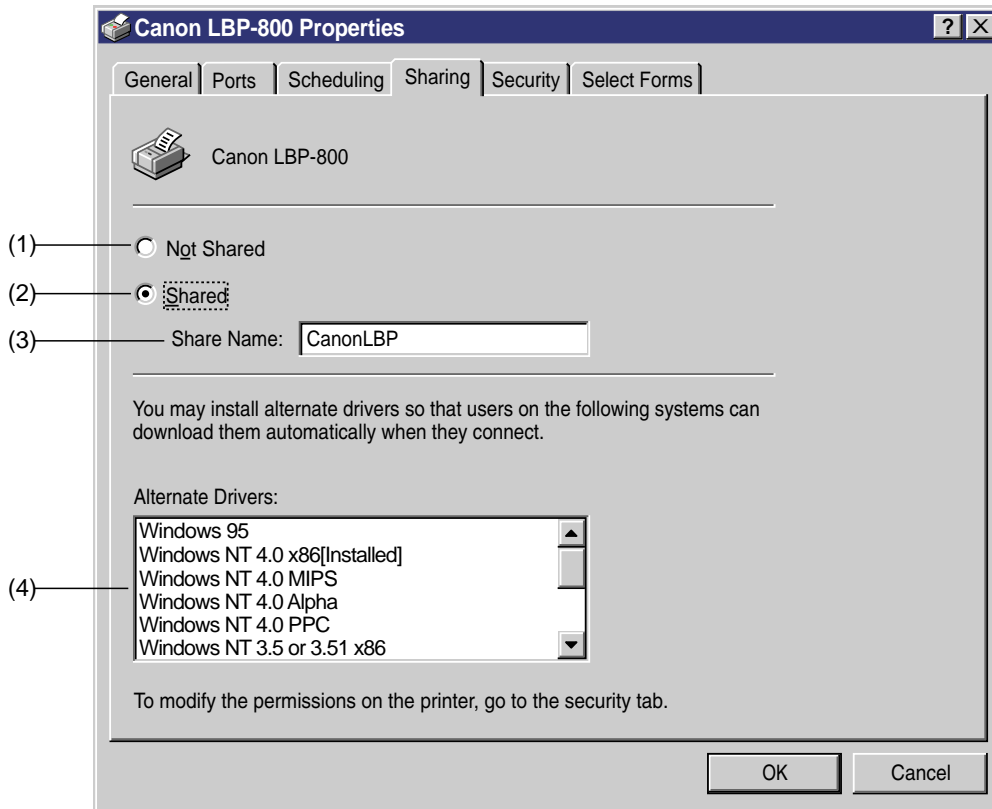 Canon LBP-800 Properties
?
X
General Ports Scheduling Sharing Security Select Forms
Canon LBP-800
(1) Not Shared
(2) Shared
(3) Share Name: CanonLBP
You may install alternate drivers so that users on the following systems can
download them automatically when they connect.
Alternate Drivers:
Windows 95
Windows NT 4.0 x86[Installed]
Windows NT 4.0 MIPS
(4) Windows NT 4.0 Alpha
Windows NT 4.0 PPC
Windows NT 3.5 or 3.51 x86
To modify the permissions on the printer, go to the security tab.
OK Cancel